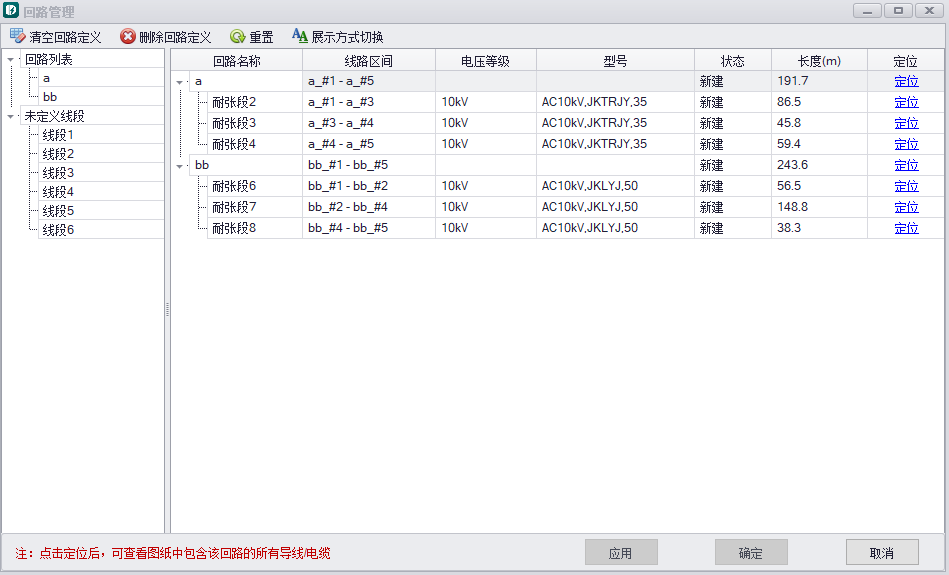 回路管理
清空回路定义 删除回路定义 重置 展示方式切换
回路列表
a
bb
未定义线段
线段1
线段2
线段3
线段4
线段5
线段6
回路名称 线路区间 电压等级 型号 状态 长度(m) 定位
a a_#1 - a_#5 新建 191.7 定位
耐张段2 a_#1 - a_#3 10kV AC10kV,JKTRJY,35 新建 86.5 定位
耐张段3 a_#3 - a_#4 10kV AC10kV,JKTRJY,35 新建 45.8 定位
耐张段4 a_#4 - a_#5 10kV AC10kV,JKTRJY,35 新建 59.4 定位
bb bb_#1 - bb_#5 新建 243.6 定位
耐张段6 bb_#1 - bb_#2 10kV AC10kV,JKLYJ,50 新建 56.5 定位
耐张段7 bb_#2 - bb_#4 10kV AC10kV,JKLYJ,50 新建 148.8 定位
耐张段8 bb_#4 - bb_#5 10kV AC10kV,JKLYJ,50 新建 38.3 定位
注：点击定位后，可查看图纸中包含该回路的所有导线/电缆
应用 确定 取消